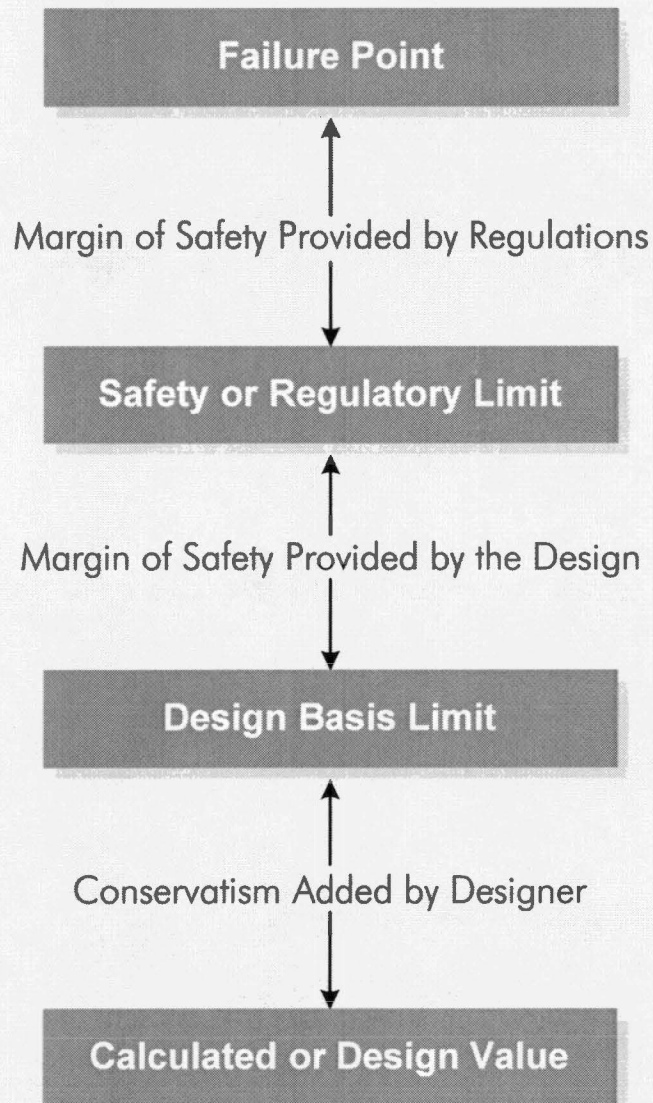 Failure Point
Margin of Safety Provided by Regulations
Safety or Regulatory Limit
Margin of Safety Provided by the Design
Design Basis Limit
Conservatism Added by Designer
Calculated or Design Value